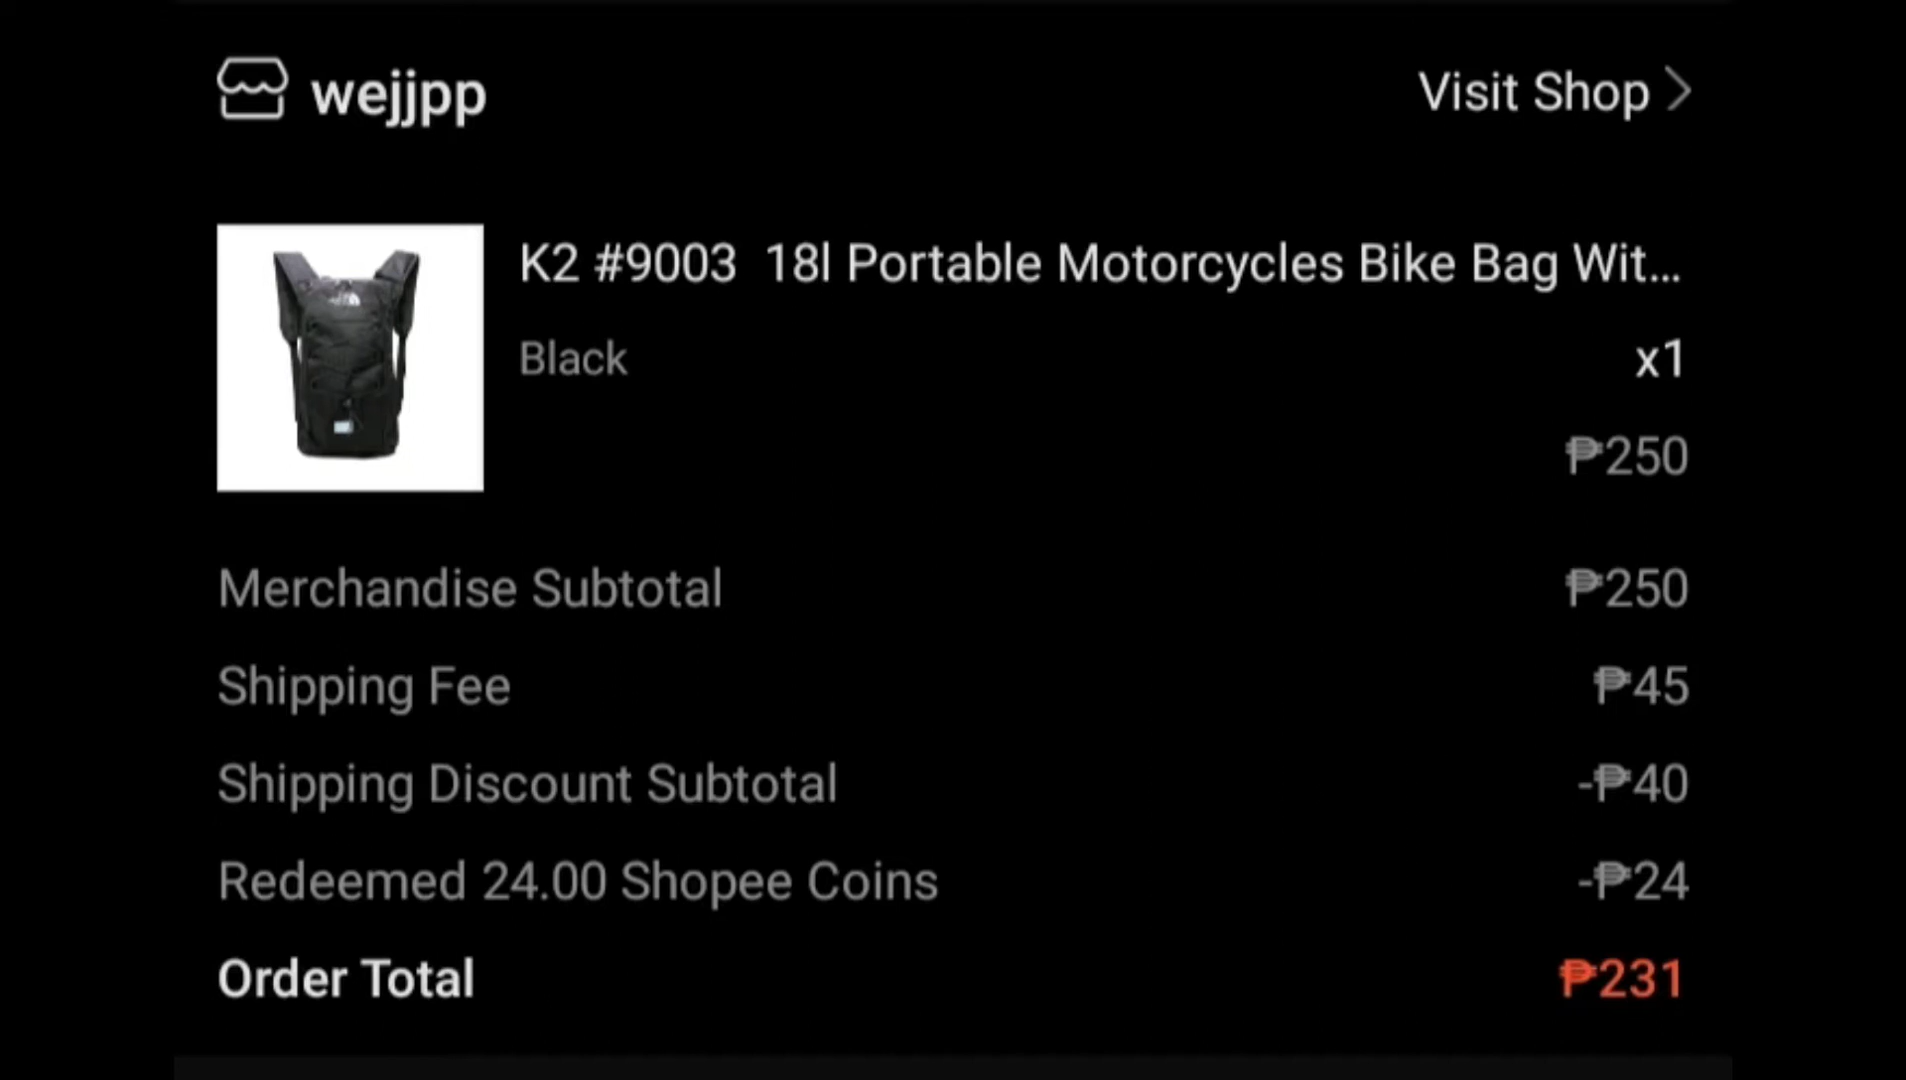 wejjpp
Visit Shop >
K2 #9003 18l Portable Motorcycles Bike Bag Wit...
Black
x1
₱250
Merchandise Subtotal ₱250
Shipping Fee ₱45
Shipping Discount Subtotal -₱40
Redeemed 24.00 Shopee Coins -₱24
Order Total ₱231